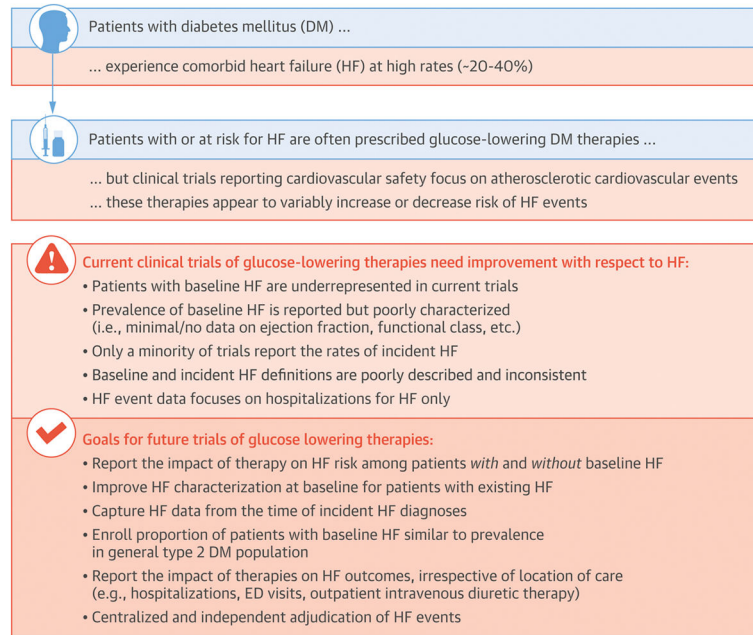 Patients with diabetes mellitus (DM) ...
... experience comorbid heart failure (HF) at high rates (~20-40%)
Patients with or at risk for HF are often prescribed glucose-lowering DM therapies ...
... but clinical trials reporting cardiovascular safety focus on atherosclerotic cardiovascular events
... these therapies appear to variably increase or decrease risk of HF events
Current clinical trials of glucose-lowering therapies need improvement with respect to HF:
• Patients with baseline HF are underrepresented in current trials
• Prevalence of baseline HF is reported but poorly characterized
(i.e., minimal/no data on ejection fraction, functional class, etc.)
• Only a minority of trials report the rates of incident HF
• Baseline and incident HF definitions are poorly described and inconsistent
• HF event data focuses on hospitalizations for HF only
Goals for future trials of glucose lowering therapies:
• Report the impact of therapy on HF risk among patients with and without baseline HF
• Improve HF characterization at baseline for patients with existing HF
• Capture HF data from the time of incident HF diagnoses
• Enroll proportion of patients with baseline HF similar to prevalence
in general type 2 DM population
• Report the impact of therapies on HF outcomes, irrespective of location of care
(e.g., hospitalizations, ED visits, outpatient intravenous diuretic therapy)
• Centralized and independent adjudication of HF events